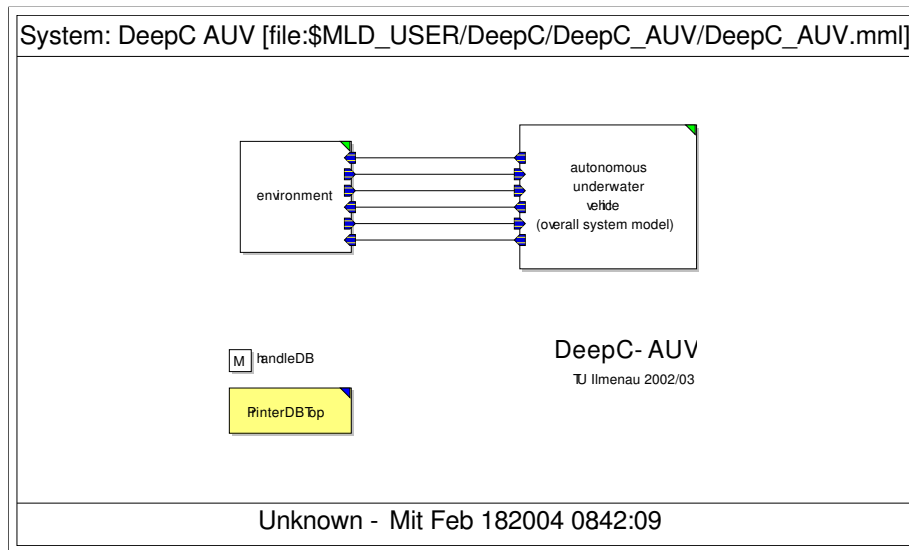 System: DeepC AUV [file:$MLD_USER/DeepC/DeepC_AUV/DeepC_AUV.mml]
environment
autonomous
underwater
vehicle
(overall system model)
M handleDB
PrinterDBTop
DeepC- AUV
TU Ilmenau 2002/03
Unknown - Mit Feb 182004 0842:09